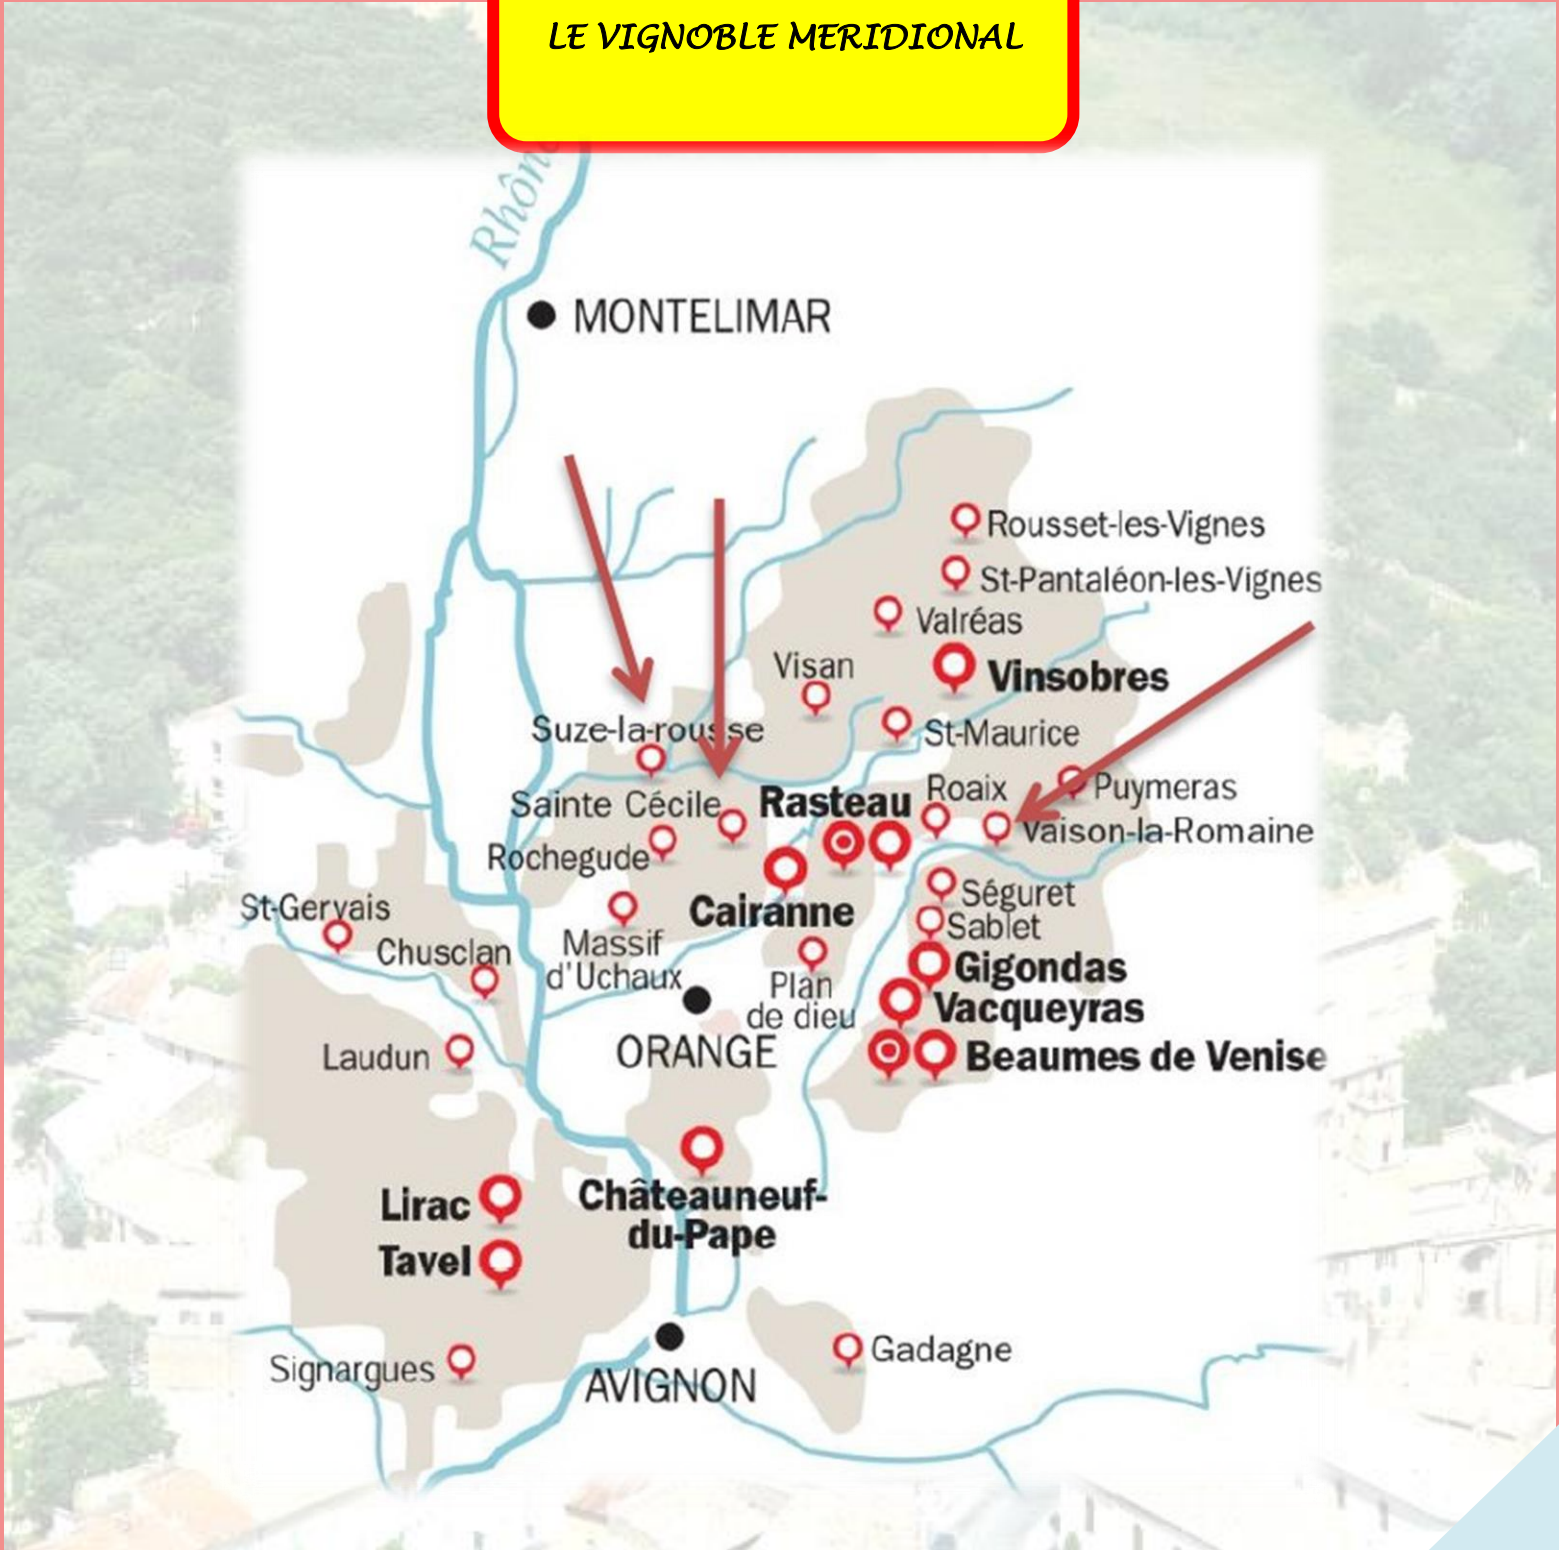 LE VIGNOBLE MERIDIONAL
Rhône
MONTELIMAR
Rousset-les-Vignes
St-Pantaléon-les-Vignes
Valréas
Visan
Vinsobres
Suze-la-rousse
St-Maurice
Sainte Cécile
Rasteau
Roaix
Puymeras
Vaison-la-Romaine
Rochegude
Cairanne
Séguret
St-Gervais
Sablet
Chusclan
Massif
d'Uchaux
Gigondas
Plan
de dieu
Vacqueyras
Laudun
ORANGE
Beaumes de Venise
Lirac
Châteauneuf-
du-Pape
Tavel
Signargues
Gadagne
AVIGNON